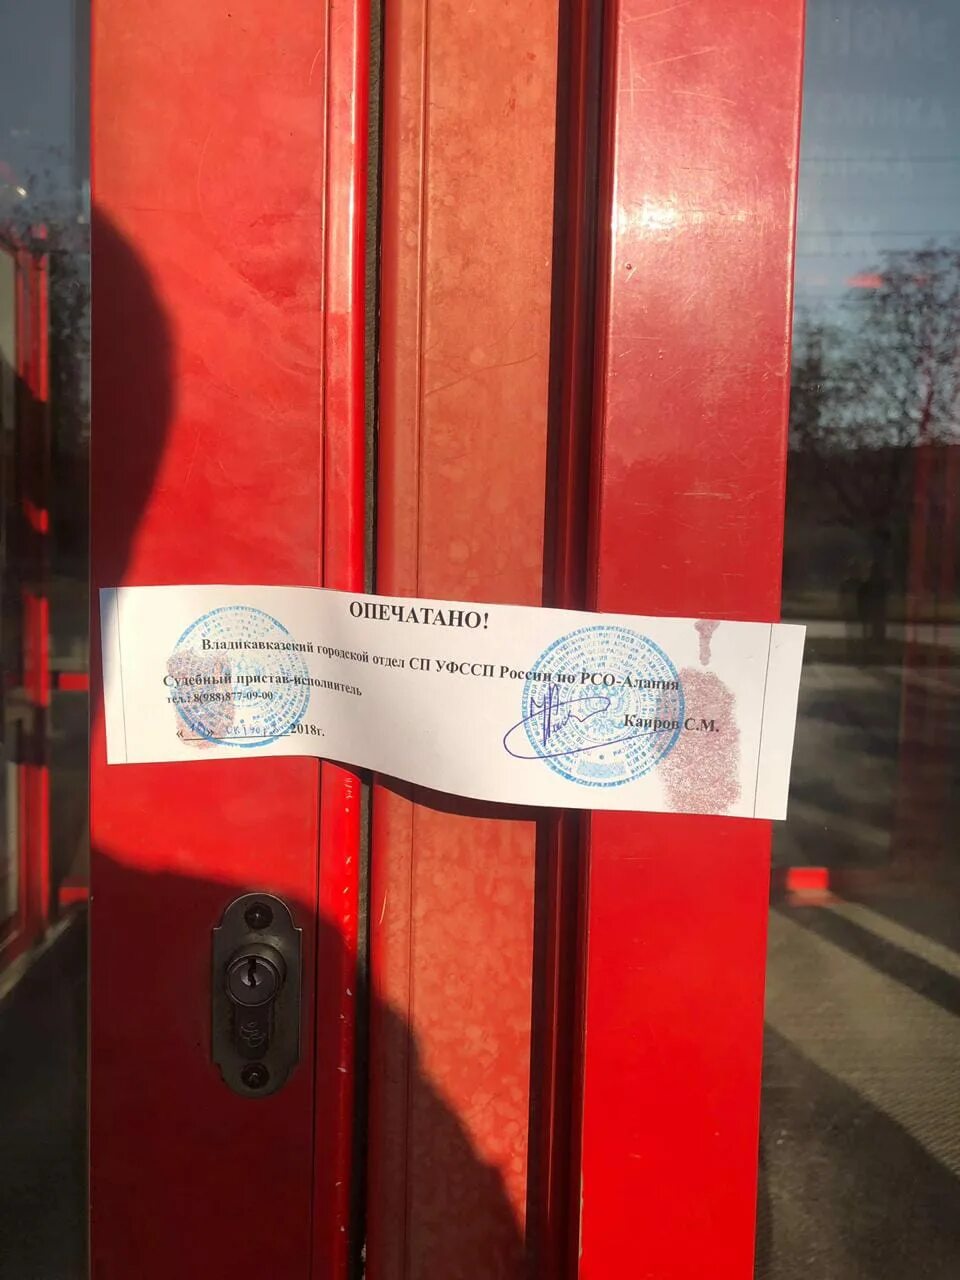 ОПЕЧАТАНО!
Владикавказский городской отдел СП УФССП России по РСО-Алания
Судебный пристав-исполнитель
тел.: 8(988)877-09-00
Каиров С.М.
« » октября 2018г.